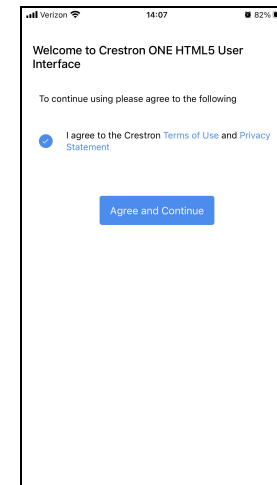 Verizon 14:07 82%
Welcome to Crestron ONE HTML5 User
Interface
To continue using please agree to the following
I agree to the Crestron Terms of Use and Privacy
Statement
Agree and Continue